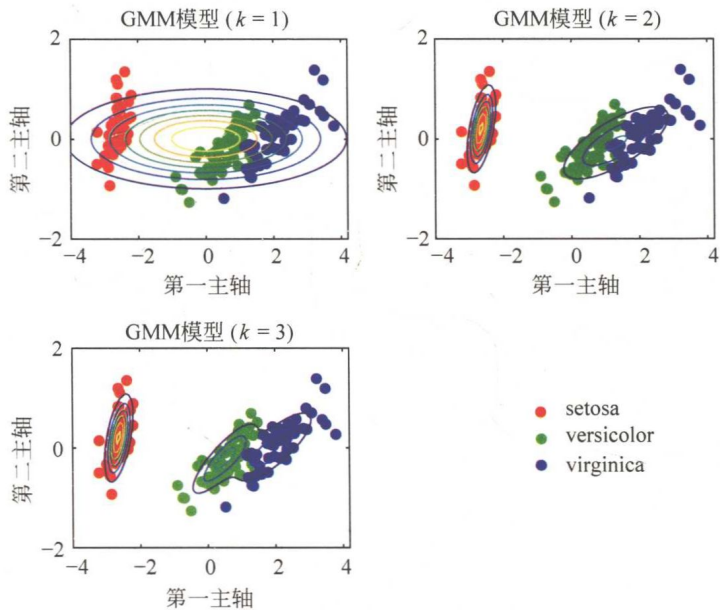 GMM模型 (k = 1)
2
0
−2
−4
−2
0
2
4
第二主轴
第一主轴
GMM模型 (k = 2)
2
0
−2
−4
−2
0
2
4
第二主轴
第一主轴
GMM模型 (k = 3)
2
0
−2
−4
−2
0
2
4
第二主轴
第一主轴
setosa
versicolor
virginica